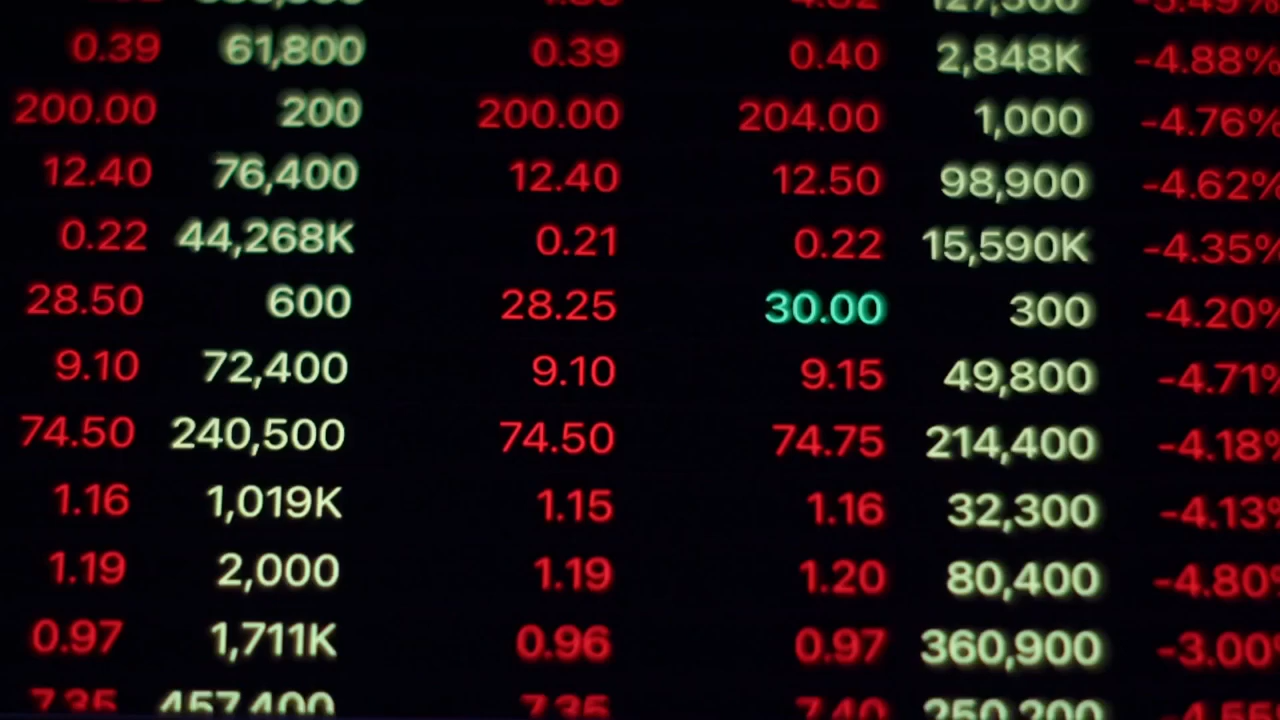 0.39 61,800 0.39 0.40 2,848K -4.88%
200.00 200 200.00 204.00 1,000 -4.76%
12.40 76,400 12.40 12.50 98,900 -4.62%
0.22 44,268K 0.21 0.22 15,590K -4.35%
28.50 600 28.25 30.00 300 -4.20%
9.10 72,400 9.10 9.15 49,800 -4.71%
74.50 240,500 74.50 74.75 214,400 -4.18%
1.16 1,019K 1.15 1.16 32,300 -4.13%
1.19 2,000 1.19 1.20 80,400 -4.80%
0.97 1,711K 0.96 0.97 360,900 -3.00%
7.35 457,400 7.35 7.40 250,200